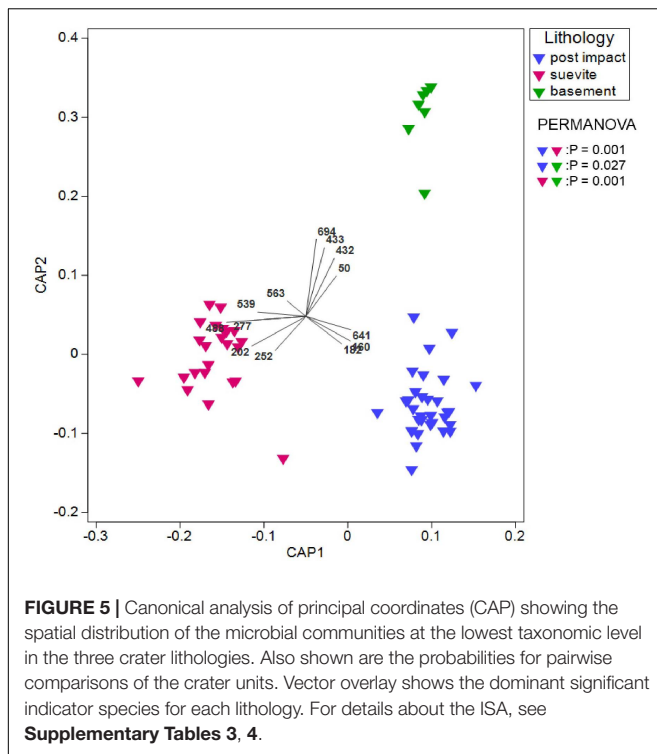 0.4
0.3
0.2
0.1
0
-0.1
-0.2
CAP2
-0.3
-0.2
-0.1
0
0.1
0.2
CAP1
694
433
432
50
563
539
277
202
252
641
160
182
Lithology
post impact
suevite
basement
PERMANOVA
:P = 0.001
:P = 0.027
:P = 0.001
FIGURE 5 | Canonical analysis of principal coordinates (CAP) showing the
spatial distribution of the microbial communities at the lowest taxonomic level
in the three crater lithologies. Also shown are the probabilities for pairwise
comparisons of the crater units. Vector overlay shows the dominant significant
indicator species for each lithology. For details about the ISA, see
Supplementary Tables 3, 4.